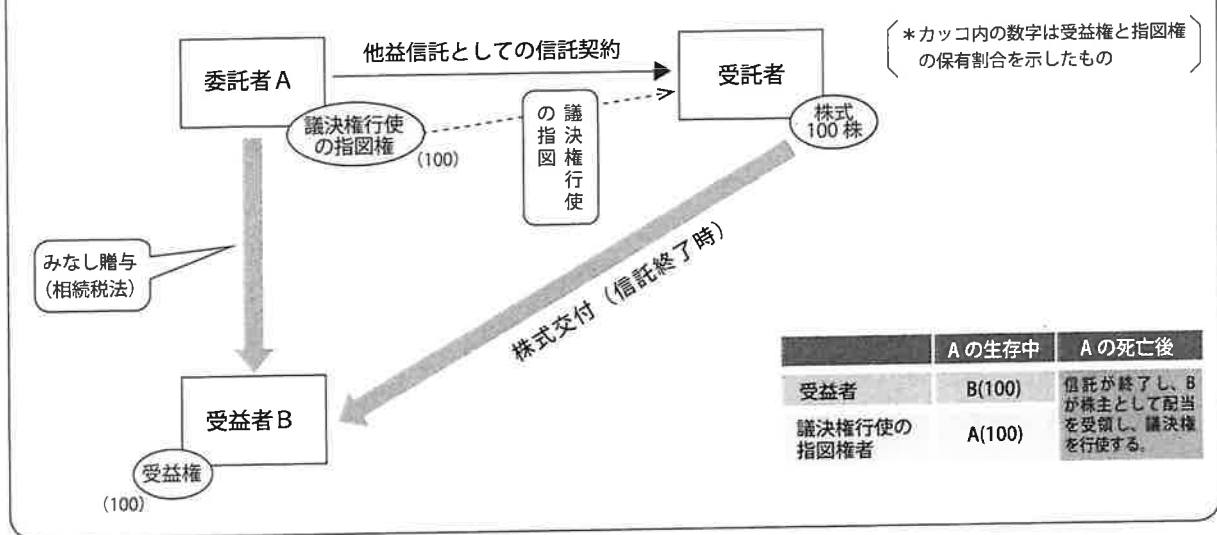 他益信託としての信託契約
＊カッコ内の数字は受益権と指図権
の保有割合を示したもの
委託者A
受託者
議決権行使
の指図権
(100)
議決権行使
の指図
株式
100株
みなし贈与
(相続税法)
株式交付（信託終了時）
受益者B
受益権
(100)
Aの生存中
Aの死亡後
受益者
B(100)
信託が終了し、B
が株主として配当
を受領し、議決権
を行使する。
議決権行使の
指図権者
A(100)